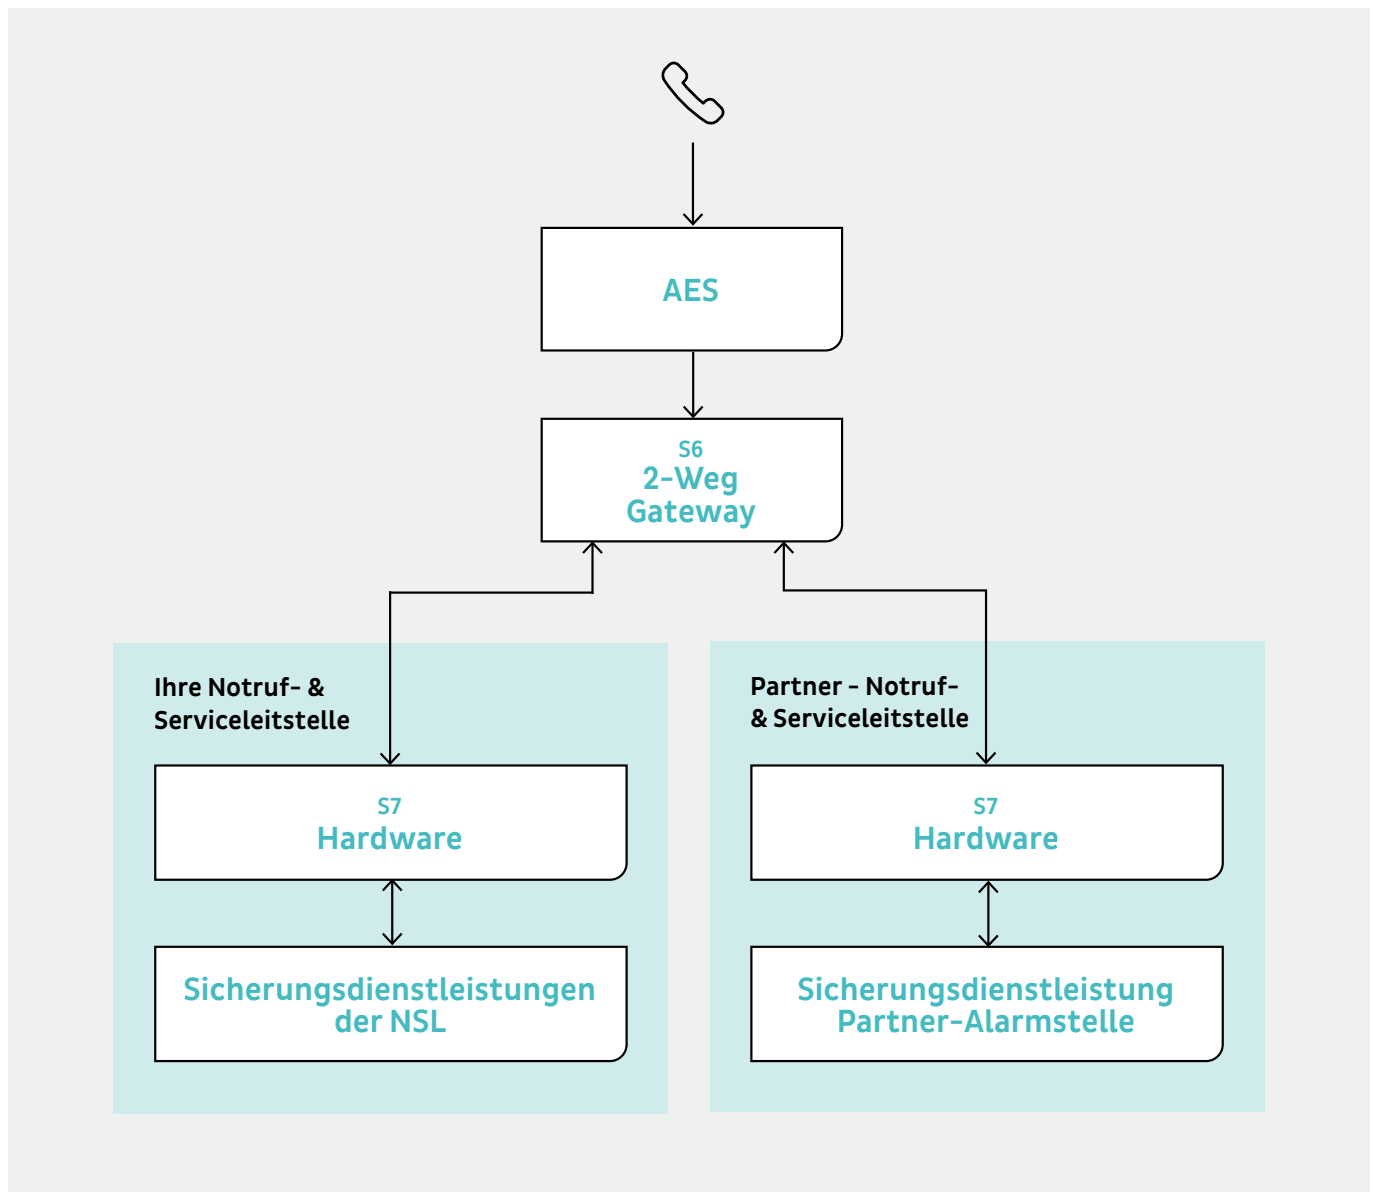 AES
S6
2-Weg
Gateway
Ihre Notruf- &
Serviceleitstelle
S7
Hardware
Sicherungsdienstleistungen
der NSL
Partner - Notruf-
& Serviceleitstelle
S7
Hardware
Sicherungsdienstleistung
Partner-Alarmstelle